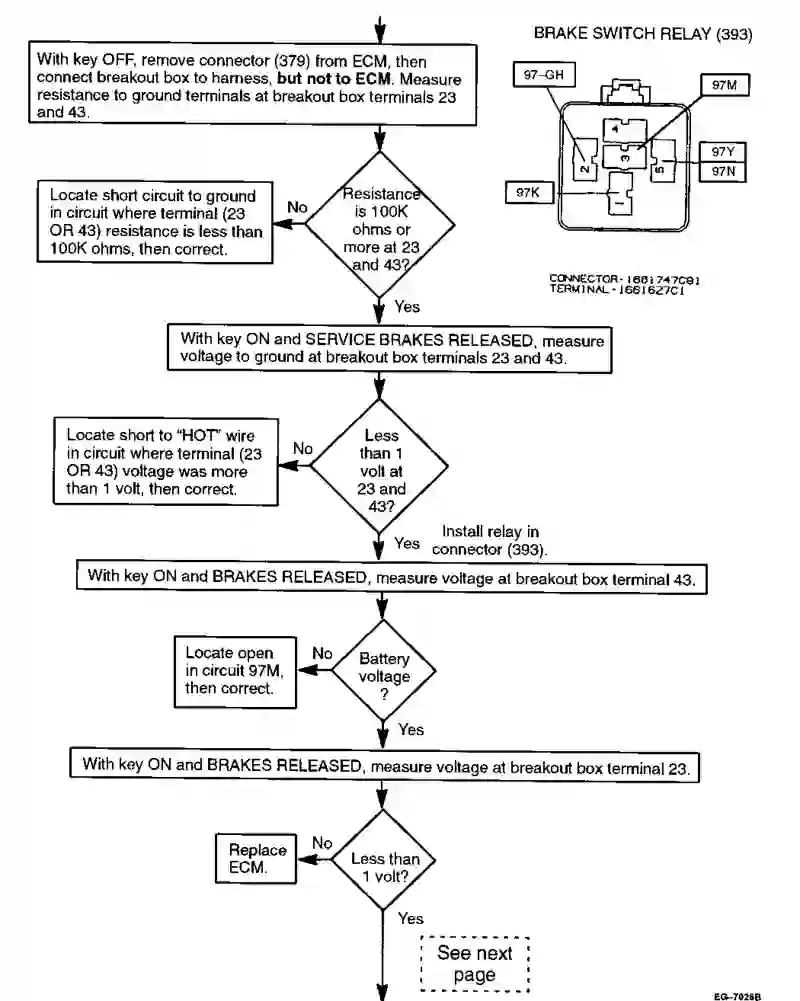 BRAKE SWITCH RELAY (393)
With key OFF, remove connector (379) from ECM, then
connect breakout box to harness, but not to ECM. Measure
resistance to ground terminals at breakout box terminals 23
and 43.
97-GH
97M
4
3
2
5
1
97Y
97N
97K
CONNECTOR-1661747C91
TERMINAL-1661627C1
Locate short circuit to ground
in circuit where terminal (23
OR 43) resistance is less than
100K ohms, then correct.
No
Resistance
is 100K
ohms or
more at 23
and 43?
Yes
With key ON and SERVICE BRAKES RELEASED, measure
voltage to ground at breakout box terminals 23 and 43.
Locate short to “HOT” wire
in circuit where terminal (23
OR 43) voltage was more
than 1 volt, then correct.
No
Less
than 1
volt at
23 and
43?
Yes
Install relay in
connector (393).
With key ON and BRAKES RELEASED, measure voltage at breakout box terminal 43.
Locate open
in circuit 97M,
then correct.
No
Battery
voltage
?
Yes
With key ON and BRAKES RELEASED, measure voltage at breakout box terminal 23.
Replace
ECM.
No
Less than
1 volt?
Yes
See next
page
EG-7026B